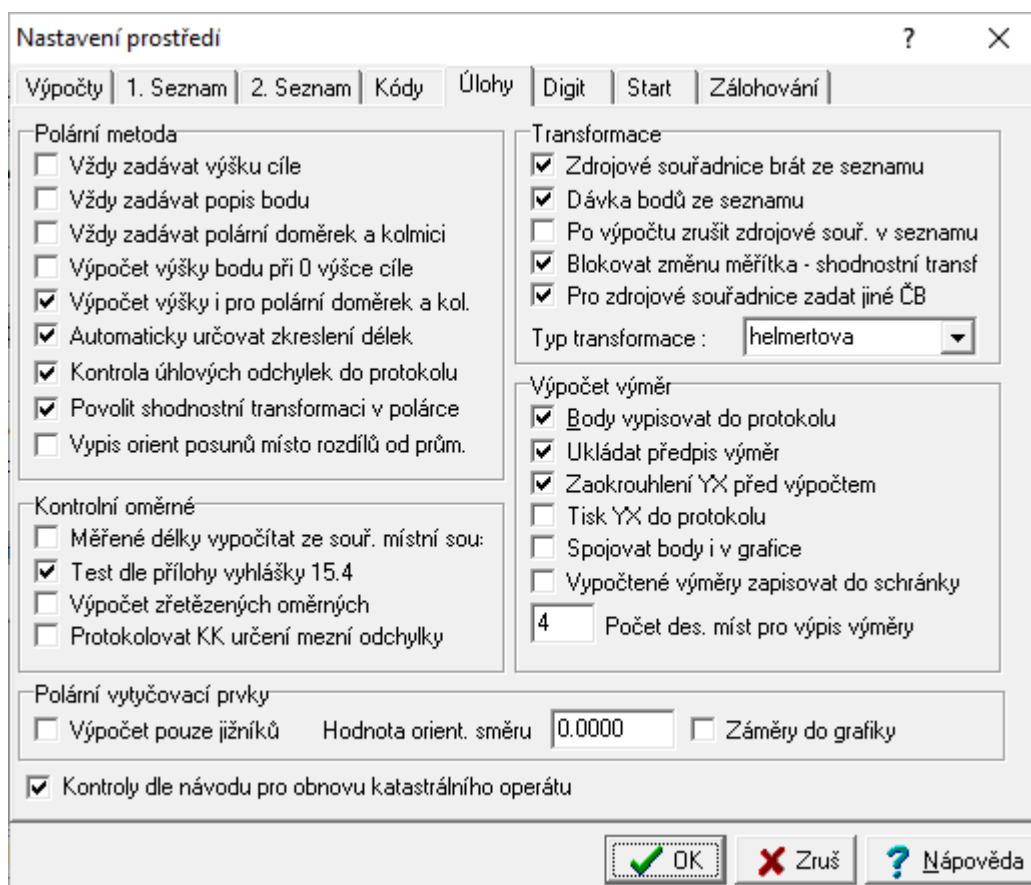 Nastavení prostředí
?
Výpočty 1. Seznam 2. Seznam Kódy Úlohy Digit Start Zálohování
Polární metoda
Vždy zadávat výšku cíle
Vždy zadávat popis bodu
Vždy zadávat polární doměrek a kolmici
Výpočet výšky bodu při 0 výšce cíle
Výpočet výšky i pro polární doměrek a kol.
Automaticky určovat zkreslení délek
Kontrola úhlových odchylek do protokolu
Povolit shodnostní transformaci v polárce
Vypis orient posunů místo rozdílů od prům.
Kontrolní oměrné
Měřené délky vypočítat ze souř. místní sou:
Test dle přílohy vyhlášky 15.4
Výpočet zřetězených oměrných
Protokolovat KK určení mezní odchylky
Transformace
Zdrojové souřadnice brát ze seznamu
Dávka bodů ze seznamu
Po výpočtu zrušit zdrojové souř. v seznamu
Blokovat změnu měřítka - shodnostní transf
Pro zdrojové souřadnice zadat jiné ČB
Typ transformace : helmertova
Výpočet výměr
Body vypisovat do protokolu
Ukládat předpis výměr
Zaokrouhlení YX před výpočtem
Tisk YX do protokolu
Spojovat body i v grafice
Vypočtené výměry zapisovat do schránky
4 Počet des. míst pro výpis výměry
Polární vytyčovací prvky
Výpočet pouze jižníků Hodnota orient. směru 0.0000 Záměry do grafiky
Kontroly dle návodu pro obnovu katastrálního operátu
OK Zruš ? Nápověda